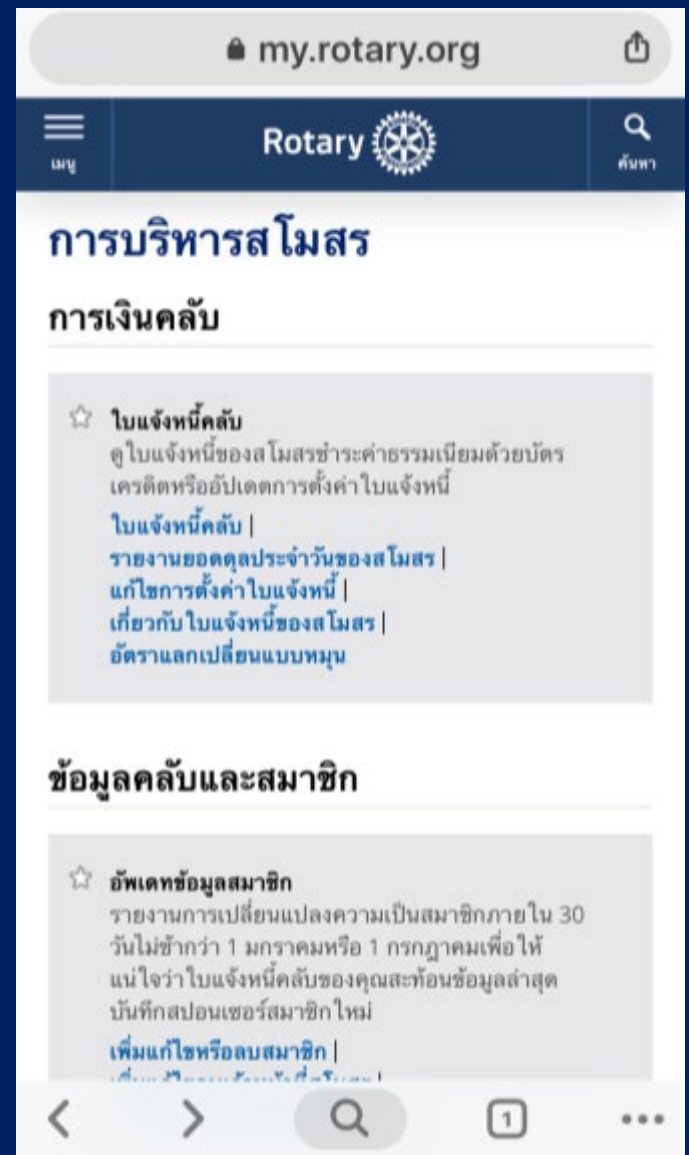 my.rotary.org
เมนู
Rotary
ค้นหา
การบริหารสโมสร
การเงินคลับ
ใบแจ้งหนี้คลับ
ดูใบแจ้งหนี้ของสโมสรชำระค่าธรรมเนียมด้วยบัตร
เครดิตหรืออัปเดตการตั้งค่าใบแจ้งหนี้
ใบแจ้งหนี้คลับ |
รายงานยอดดุลประจำวันของสโมสร |
แก้ไขการตั้งค่าใบแจ้งหนี้ |
เกี่ยวกับใบแจ้งหนี้ของสโมสร |
อัตราแลกเปลี่ยนแบบหมุน
ข้อมูลคลับและสมาชิก
อัพเดทข้อมูลสมาชิก
รายงานการเปลี่ยนแปลงความเป็นสมาชิกภายใน 30
วันไม่ช้ากว่า 1 มกราคมหรือ 1 กรกฎาคมเพื่อให้
แน่ใจว่าใบแจ้งหนี้คลับของคุณสะท้อนข้อมูลล่าสุด
บันทึกสปอนเซอร์สมาชิกใหม่
เพิ่มแก้ไขหรือลบสมาชิก |
1